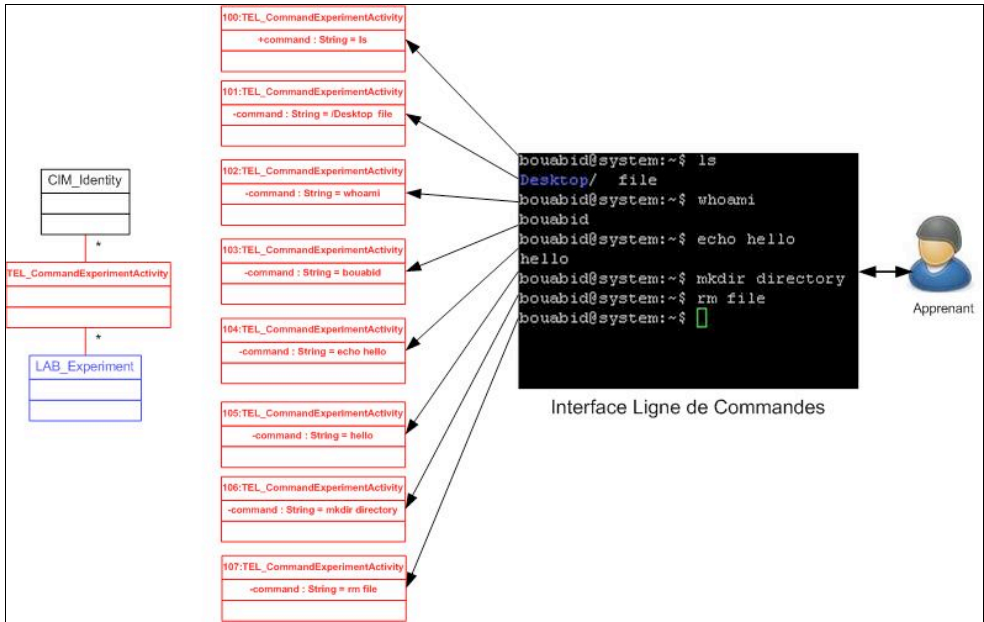 CIM_Identity
*
TEL_CommandExperimentActivity
*
LAB_Experiment
100:TEL_CommandExperimentActivity
+command : String = ls
101:TEL_CommandExperimentActivity
-command : String = /Desktop file
102:TEL_CommandExperimentActivity
-command : String = whoami
103:TEL_CommandExperimentActivity
-command : String = bouabid
104:TEL_CommandExperimentActivity
-command : String = echo hello
105:TEL_CommandExperimentActivity
-command : String = hello
106:TEL_CommandExperimentActivity
-command : String = mkdir directory
107:TEL_CommandExperimentActivity
-command : String = rm file
bouabid@system:~$ ls
Desktop/ file
bouabid@system:~$ whoami
bouabid
bouabid@system:~$ echo hello
hello
bouabid@system:~$ mkdir directory
bouabid@system:~$ rm file
bouabid@system:~$
Interface Ligne de Commandes
Apprenant